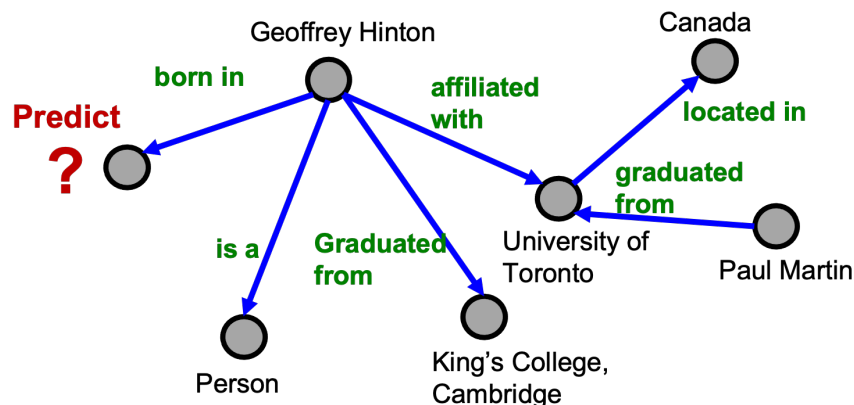 Canada
Geoffrey Hinton
born in
affiliated
with
Predict
?
located in
graduated
from
is a
Graduated
from
University of
Toronto
Paul Martin
Person
King's College,
Cambridge